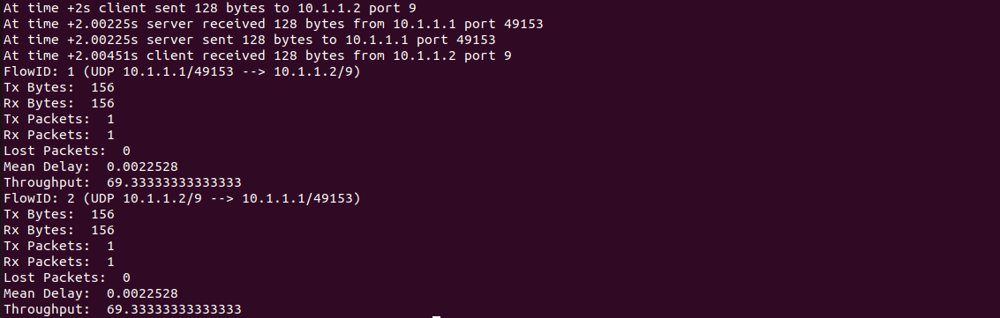 At time +2s client sent 128 bytes to 10.1.1.2 port 9
At time +2.00225s server received 128 bytes from 10.1.1.1 port 49153
At time +2.00225s server sent 128 bytes to 10.1.1.1 port 49153
At time +2.00451s client received 128 bytes from 10.1.1.2 port 9
FlowID: 1 (UDP 10.1.1.1/49153 --> 10.1.1.2/9)
Tx Bytes:  156
Rx Bytes:  156
Tx Packets:  1
Rx Packets:  1
Lost Packets:  0
Mean Delay:  0.0022528
Throughput:  69.33333333333333
FlowID: 2 (UDP 10.1.1.2/9 --> 10.1.1.1/49153)
Tx Bytes:  156
Rx Bytes:  156
Tx Packets:  1
Rx Packets:  1
Lost Packets:  0
Mean Delay:  0.0022528
Throughput:  69.33333333333333